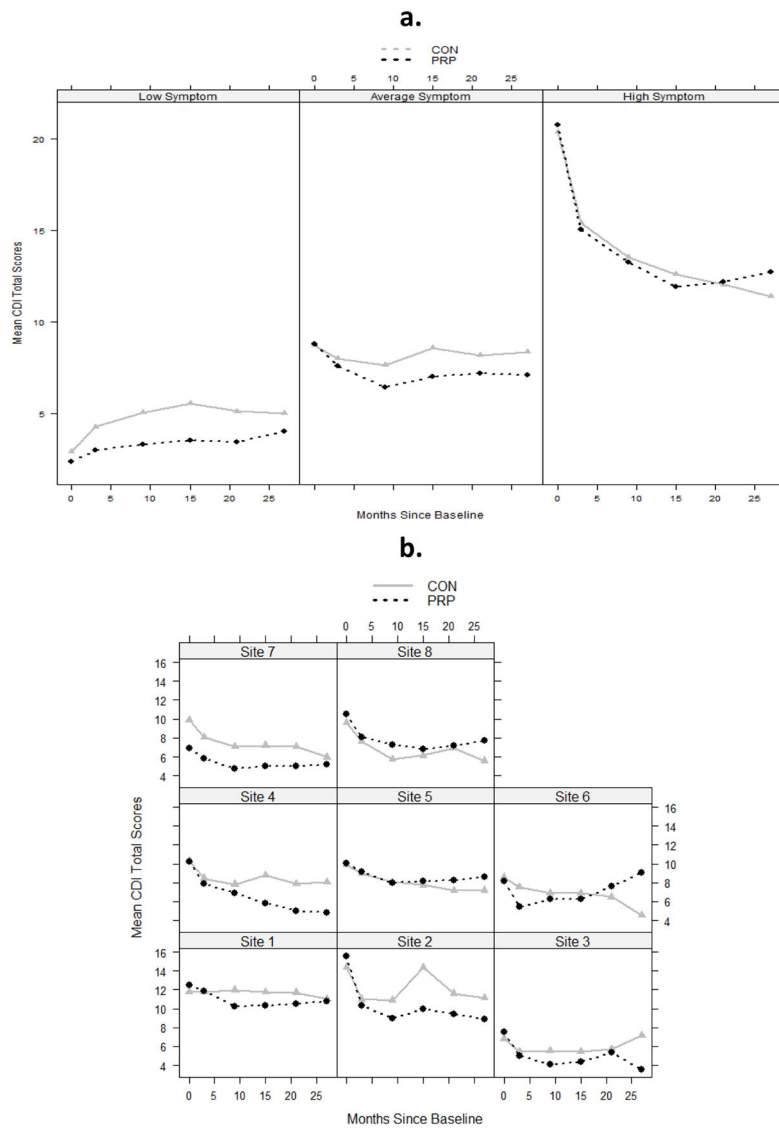 a.
CON
PRP
0 5 10 15 20 25
Low Symptom Average Symptom High Symptom
20
15
10
5
Mean CDI Total Scores
0 5 10 15 20 25 0 5 10 15 20 25
Months Since Baseline
b.
CON
PRP
0 5 10 15 20 25
Site 7 Site 8
16
14
12
10
8
6
4
Site 4 Site 5 Site 6
16
14
12
10
8
6
4
Site 1 Site 2 Site 3
16
14
12
10
8
6
4
Mean CDI Total Scores
0 5 10 15 20 25 0 5 10 15 20 25
Months Since Baseline